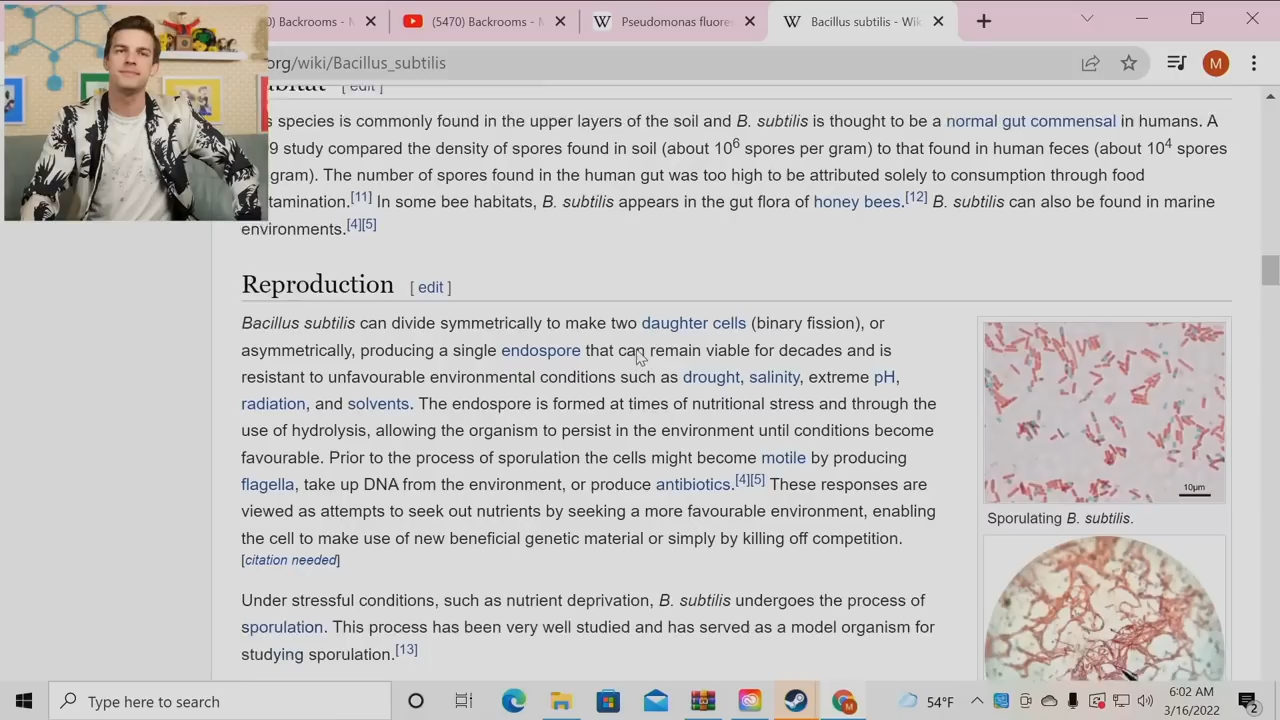 ) Backrooms - M
(5470) Backrooms - M
Pseudomonas fluores
Bacillus subtilis - Wiki
org/wiki/Bacillus_subtilis
M
[ edit ]
species is commonly found in the upper layers of the soil and B. subtilis is thought to be a normal gut commensal in humans. A
9 study compared the density of spores found in soil (about 10⁶ spores per gram) to that found in human feces (about 10⁴ spores
gram). The number of spores found in the human gut was too high to be attributed solely to consumption through food
tamination.[11] In some bee habitats, B. subtilis appears in the gut flora of honey bees.[12] B. subtilis can also be found in marine
environments.[4][5]
Reproduction [ edit ]
Bacillus subtilis can divide symmetrically to make two daughter cells (binary fission), or
asymmetrically, producing a single endospore that can remain viable for decades and is
resistant to unfavourable environmental conditions such as drought, salinity, extreme pH,
radiation, and solvents. The endospore is formed at times of nutritional stress and through the
use of hydrolysis, allowing the organism to persist in the environment until conditions become
favourable. Prior to the process of sporulation the cells might become motile by producing
flagella, take up DNA from the environment, or produce antibiotics.[4][5] These responses are
viewed as attempts to seek out nutrients by seeking a more favourable environment, enabling
the cell to make use of new beneficial genetic material or simply by killing off competition.
[citation needed]
10μm
Sporulating B. subtilis.
Under stressful conditions, such as nutrient deprivation, B. subtilis undergoes the process of
sporulation. This process has been very well studied and has served as a model organism for
studying sporulation.[13]
Type here to search
M
54°F
6:02 AM
3/16/2022
2